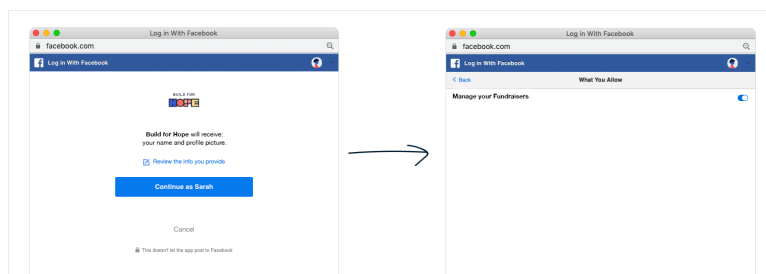 Log in With Facebook
facebook.com
Log in With Facebook
BUILD FOR
HOPE
Build for Hope will receive:
your name and profile picture.
Review the info you provide
Continue as Sarah
Cancel
This doesn't let the app post to Facebook
Log in With Facebook
facebook.com
Log in With Facebook
< Back
What You Allow
Manage your Fundraisers